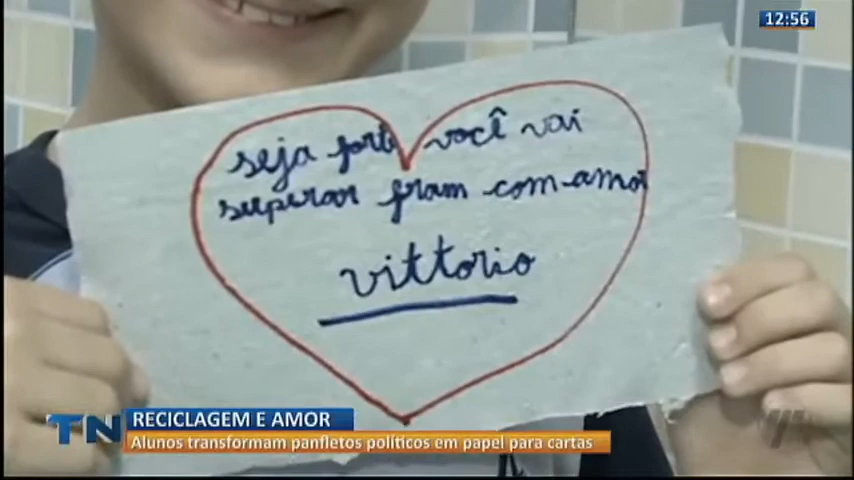 12:56
seja forte você vai
superar fram com amor
vittorio
TN
RECICLAGEM E AMOR
Alunos transformam panfletos políticos em papel para cartas